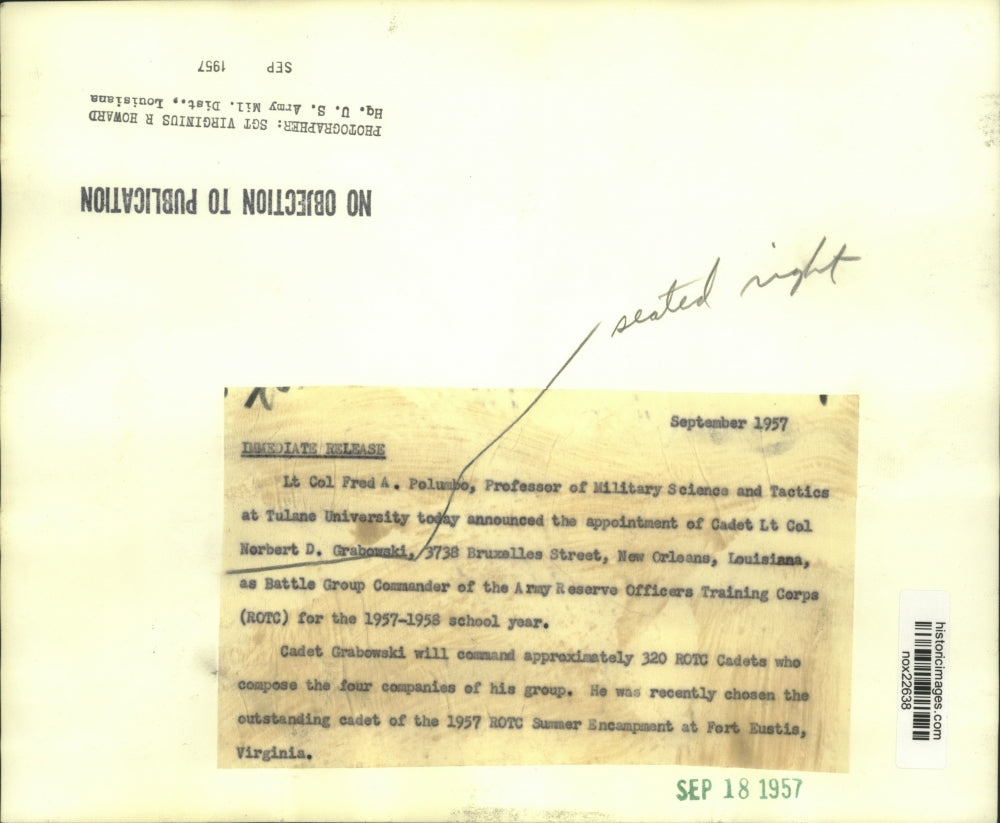 SEP 1957
PHOTOGRAPHER: SGT VIRGINIUS R HOWARD
Hq. U. S. Army Mil. Dist., Louisiana
NO OBJECTION TO PUBLICATION
seated right
September 1957
IMMEDIATE RELEASE
Lt Col Fred A. Polumbo, Professor of Military Science and Tactics
at Tulane University today announced the appointment of Cadet Lt Col
Norbert D. Grabowski, 3738 Bruxelles Street, New Orleans, Louisiana,
as Battle Group Commander of the Army Reserve Officers Training Corps
(ROTC) for the 1957-1958 school year.
Cadet Grabowski will command approximately 320 ROTC Cadets who
compose the four companies of his group. He was recently chosen the
outstanding cadet of the 1957 ROTC Summer Encampment at Fort Eustis,
Virginia.
SEP 18 1957
historicimages.com
nox22638